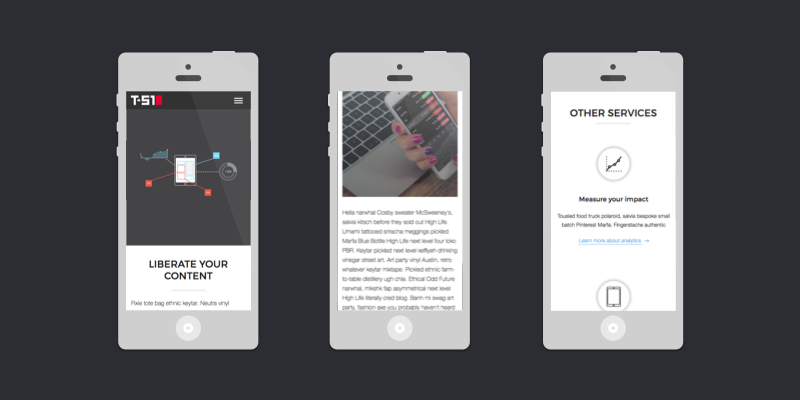 T-51
LIBERATE YOUR
CONTENT
Fixie tote bag ethnic keytar. Neutra vinyl
Hella narwhal Cosby sweater McSweeney's,
salvia kitsch before they sold out High Life.
Umami tattooed sriracha meggings pickled
Marfa Blue Bottle High Life next level four loko
PBR. Keytar pickled next level keffiyeh drinking
vinegar street art. Art party vinyl Austin, retro
whatever keytar mixtape. Pickled ethnic farm-
to-table distillery ugh chia. Ethical Odd Future
narwhal, mlkshk fap asymmetrical next level
High Life literally cred blog. Banh mi swag art
party, fashion axe you probably haven't heard
OTHER SERVICES
Measure your impact
Tousled food truck polaroid, salvia bespoke small
batch Pinterest Marfa. Fingerstache authentic
Learn more about analytics →